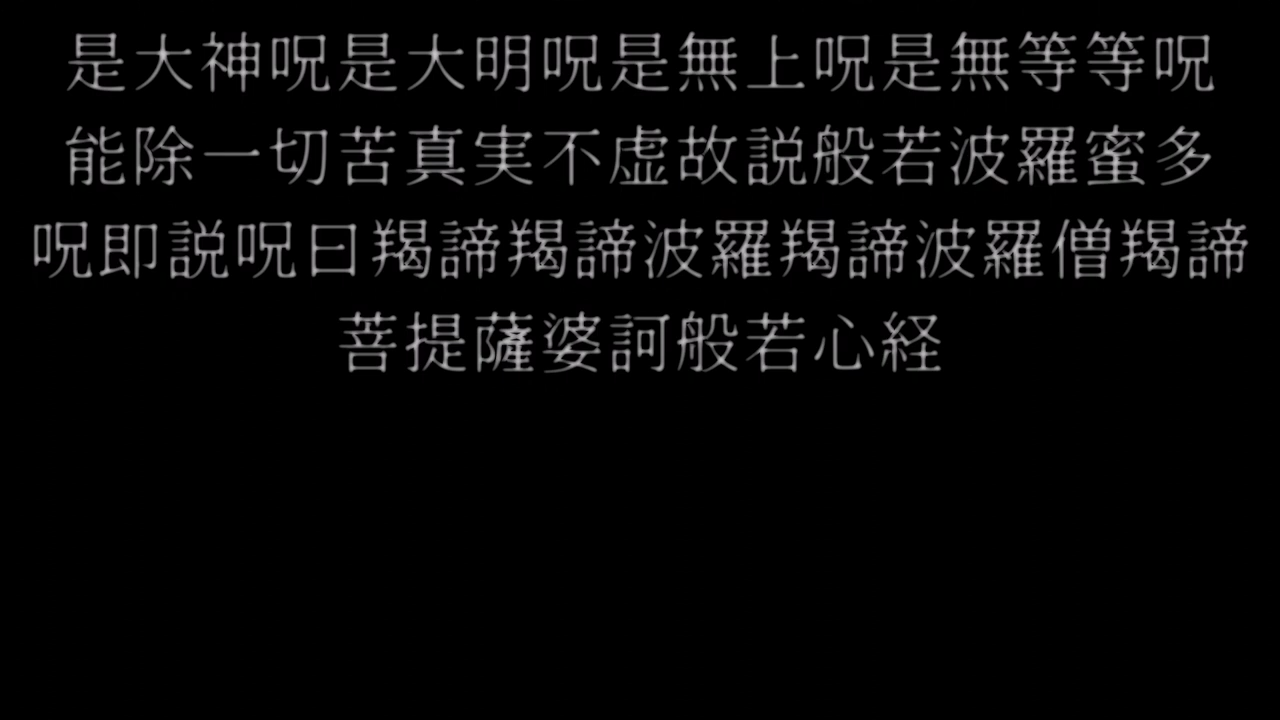 是大神呪是大明呪是無上呪是無等等呪
能除一切苦真実不虚故説般若波羅蜜多
呪即説呪曰羯諦羯諦波羅羯諦波羅僧羯諦
菩提薩婆訶般若心経